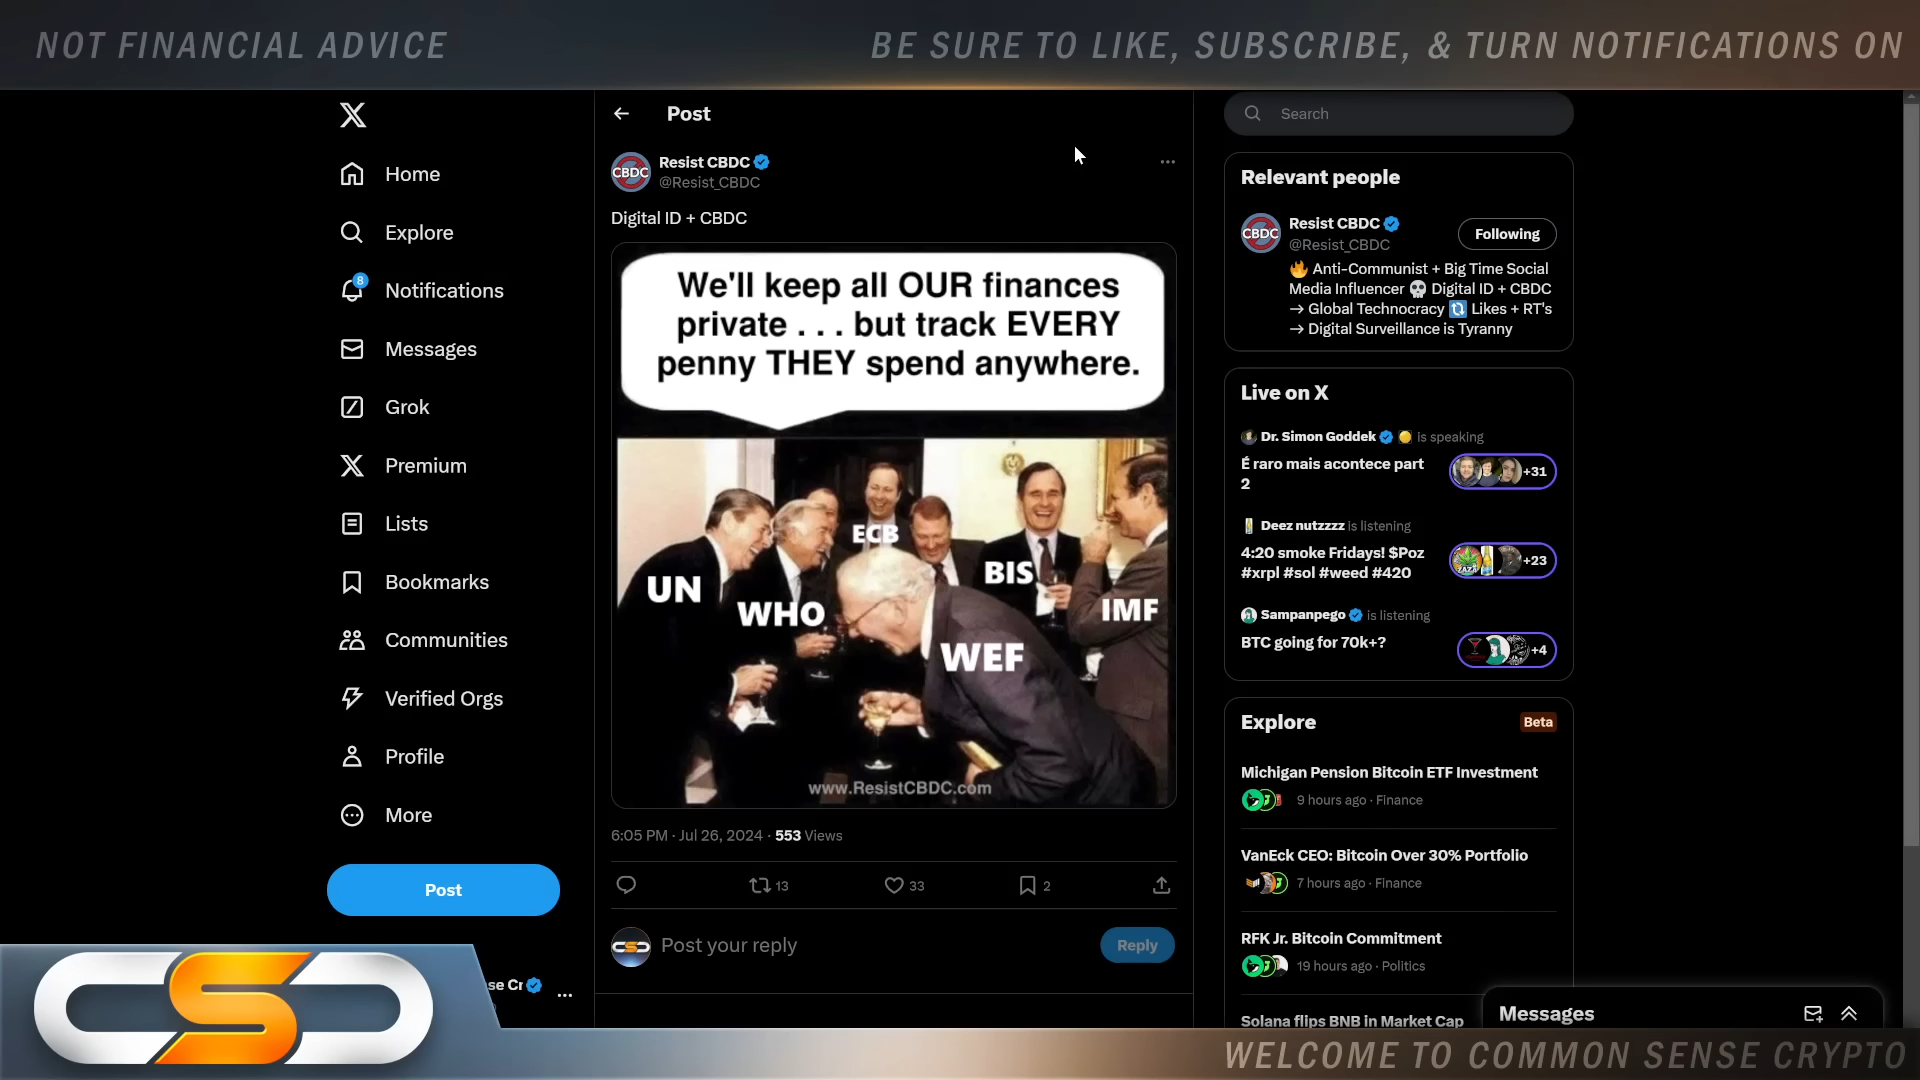 NOT FINANCIAL ADVICE
BE SURE TO LIKE, SUBSCRIBE, & TURN NOTIFICATIONS ON
Home
Explore
8
Notifications
Messages
Grok
Premium
Lists
Bookmarks
Communities
Verified Orgs
Profile
More
Post
se Cr
Post
CBDC
Resist CBDC
@Resist_CBDC
Digital ID + CBDC
We'll keep all OUR finances
private . . . but track EVERY
penny THEY spend anywhere.
ECB
UN
WHO
BIS
IMF
WEF
www.ResistCBDC.com
6:05 PM · Jul 26, 2024 · 553 Views
13
33
2
Post your reply
Reply
Search
Relevant people
CBDC
Resist CBDC
@Resist_CBDC
Following
🔥 Anti-Communist + Big Time Social
Media Influencer 💀 Digital ID + CBDC
→ Global Technocracy 🔃 Likes + RT's
→ Digital Surveillance is Tyranny
Live on X
Dr. Simon Goddek is speaking
É raro mais acontece part
2
+31
Deez nutzzzz is listening
4:20 smoke Fridays! $Poz
#xrpl #sol #weed #420
+23
Sampanpego is listening
BTC going for 70k+?
+4
Explore
Beta
Michigan Pension Bitcoin ETF Investment
9 hours ago · Finance
VanEck CEO: Bitcoin Over 30% Portfolio
7 hours ago · Finance
RFK Jr. Bitcoin Commitment
19 hours ago · Politics
Solana flips BNB in Market Cap
Messages
CSC
WELCOME TO COMMON SENSE CRYPTO